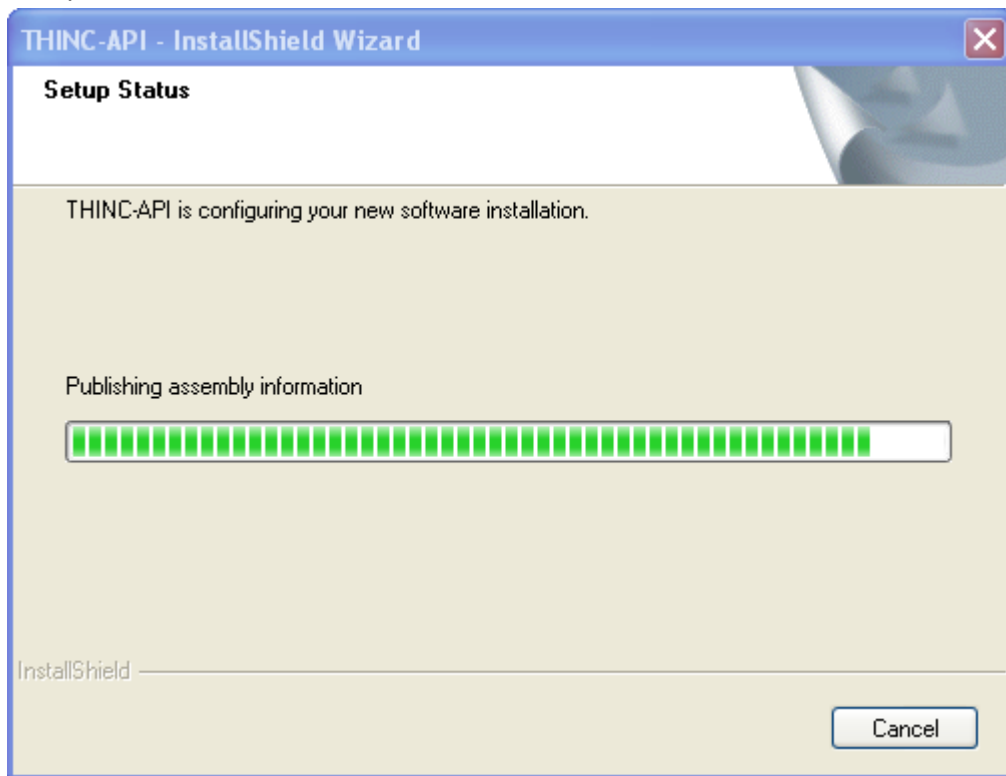 THINC-API - InstallShield Wizard
Setup Status
THINC-API is configuring your new software installation.
Publishing assembly information
InstallShield
Cancel